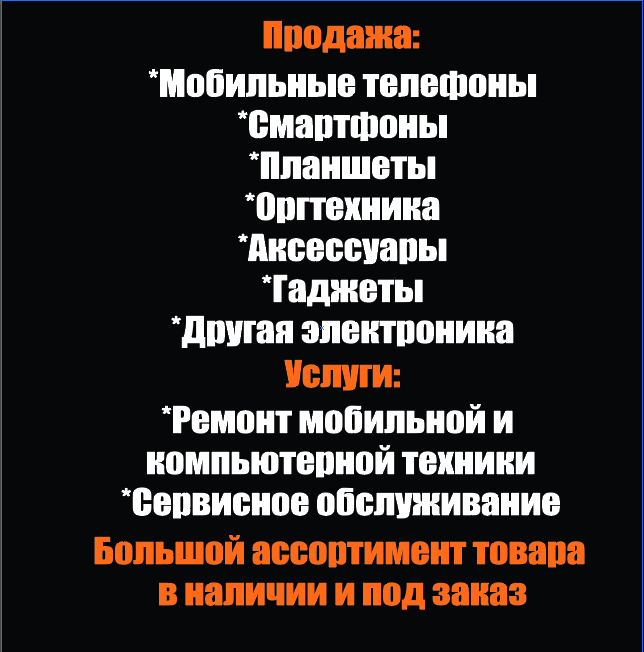 Продажа:
*Мобильные телефоны
*Смартфоны
*Планшеты
*Оргтехника
*Аксессуары
*Гаджеты
*Другая электроника
Услуги:
*Ремонт мобильной и
компьютерной техники
*Сервисное обслуживание
Большой ассортимент товара
в наличии и под заказ